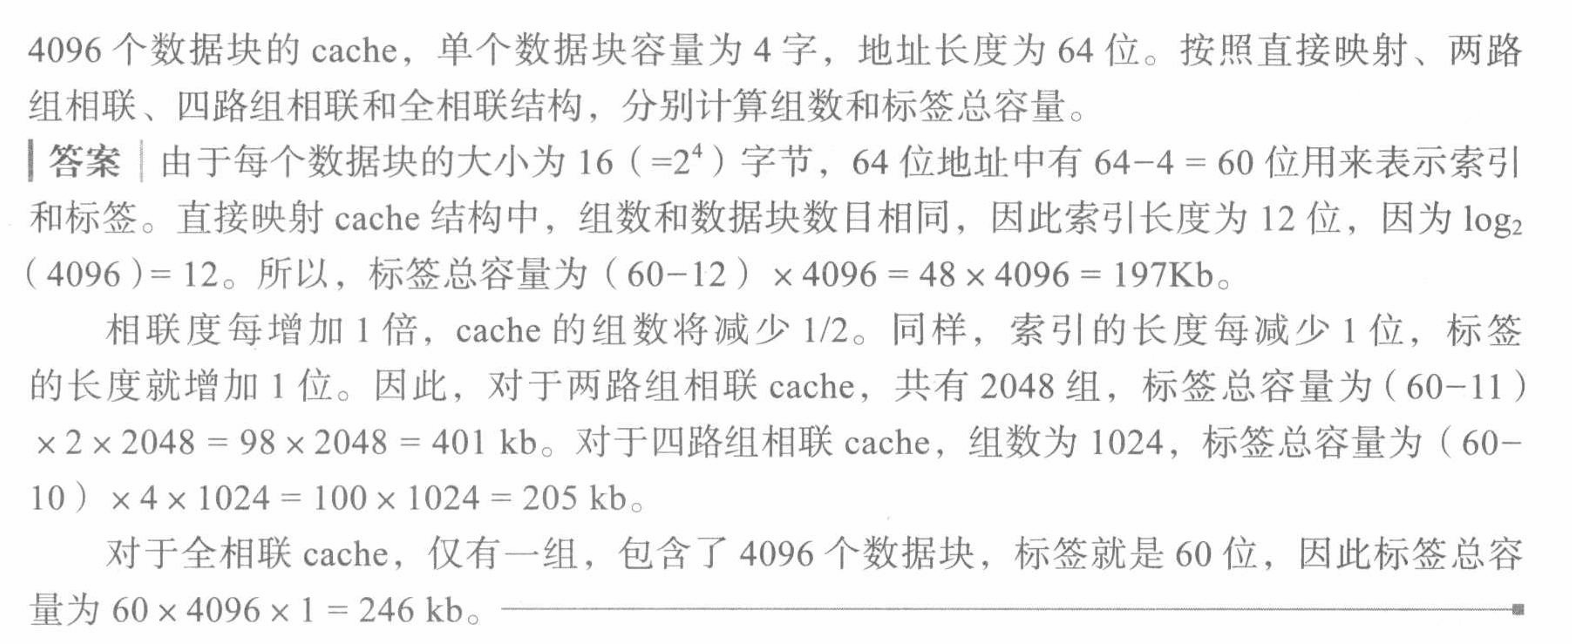 4096 个数据块的 cache，单个数据块容量为 4 字，地址长度为 64 位。按照直接映射、两路
组相联、四路组相联和全相联结构，分别计算组数和标签总容量。
答案 由于每个数据块的大小为 16（=2⁴）字节，64 位地址中有 64−4 = 60 位用来表示索引
和标签。直接映射 cache 结构中，组数和数据块数目相同，因此索引长度为 12 位，因为 log₂
（4096）= 12。所以，标签总容量为（60−12）× 4096 = 48 × 4096 = 197Kb。
相联度每增加 1 倍，cache 的组数将减少 1/2。同样，索引的长度每减少 1 位，标签
的长度就增加 1 位。因此，对于两路组相联 cache，共有 2048 组，标签总容量为（60−11）
× 2 × 2048 = 98 × 2048 = 401 kb。对于四路组相联 cache，组数为 1024，标签总容量为（60−
10）× 4 × 1024 = 100 × 1024 = 205 kb。
对于全相联 cache，仅有一组，包含了 4096 个数据块，标签就是 60 位，因此标签总容
量为 60 × 4096 × 1 = 246 kb。